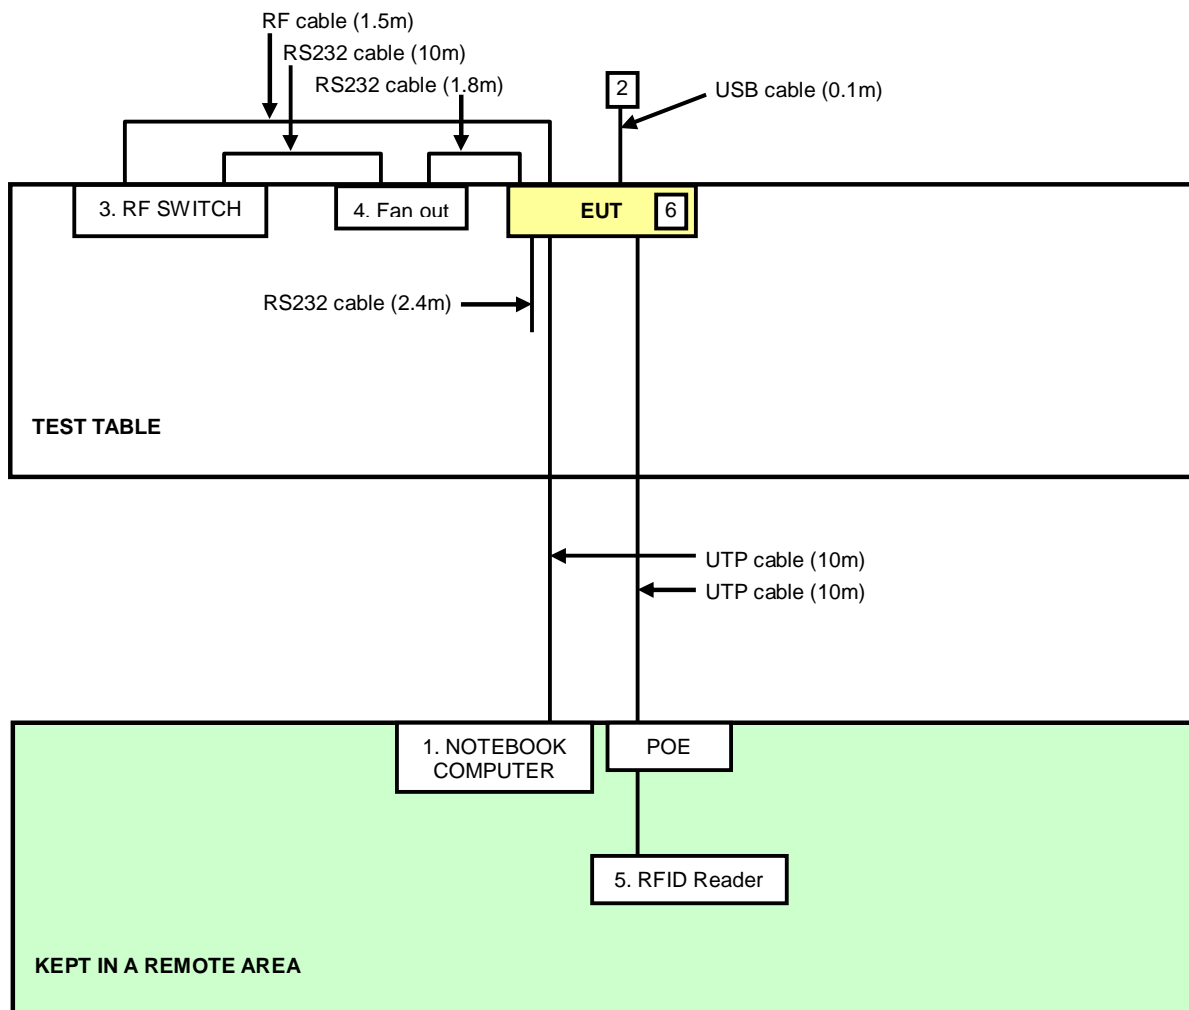 RF cable (1.5m)
RS232 cable (10m)
RS232 cable (1.8m)
2
USB cable (0.1m)
3. RF SWITCH
4. Fan out
EUT
6
RS232 cable (2.4m)
TEST TABLE
UTP cable (10m)
UTP cable (10m)
1. NOTEBOOK
COMPUTER
POE
5. RFID Reader
KEPT IN A REMOTE AREA